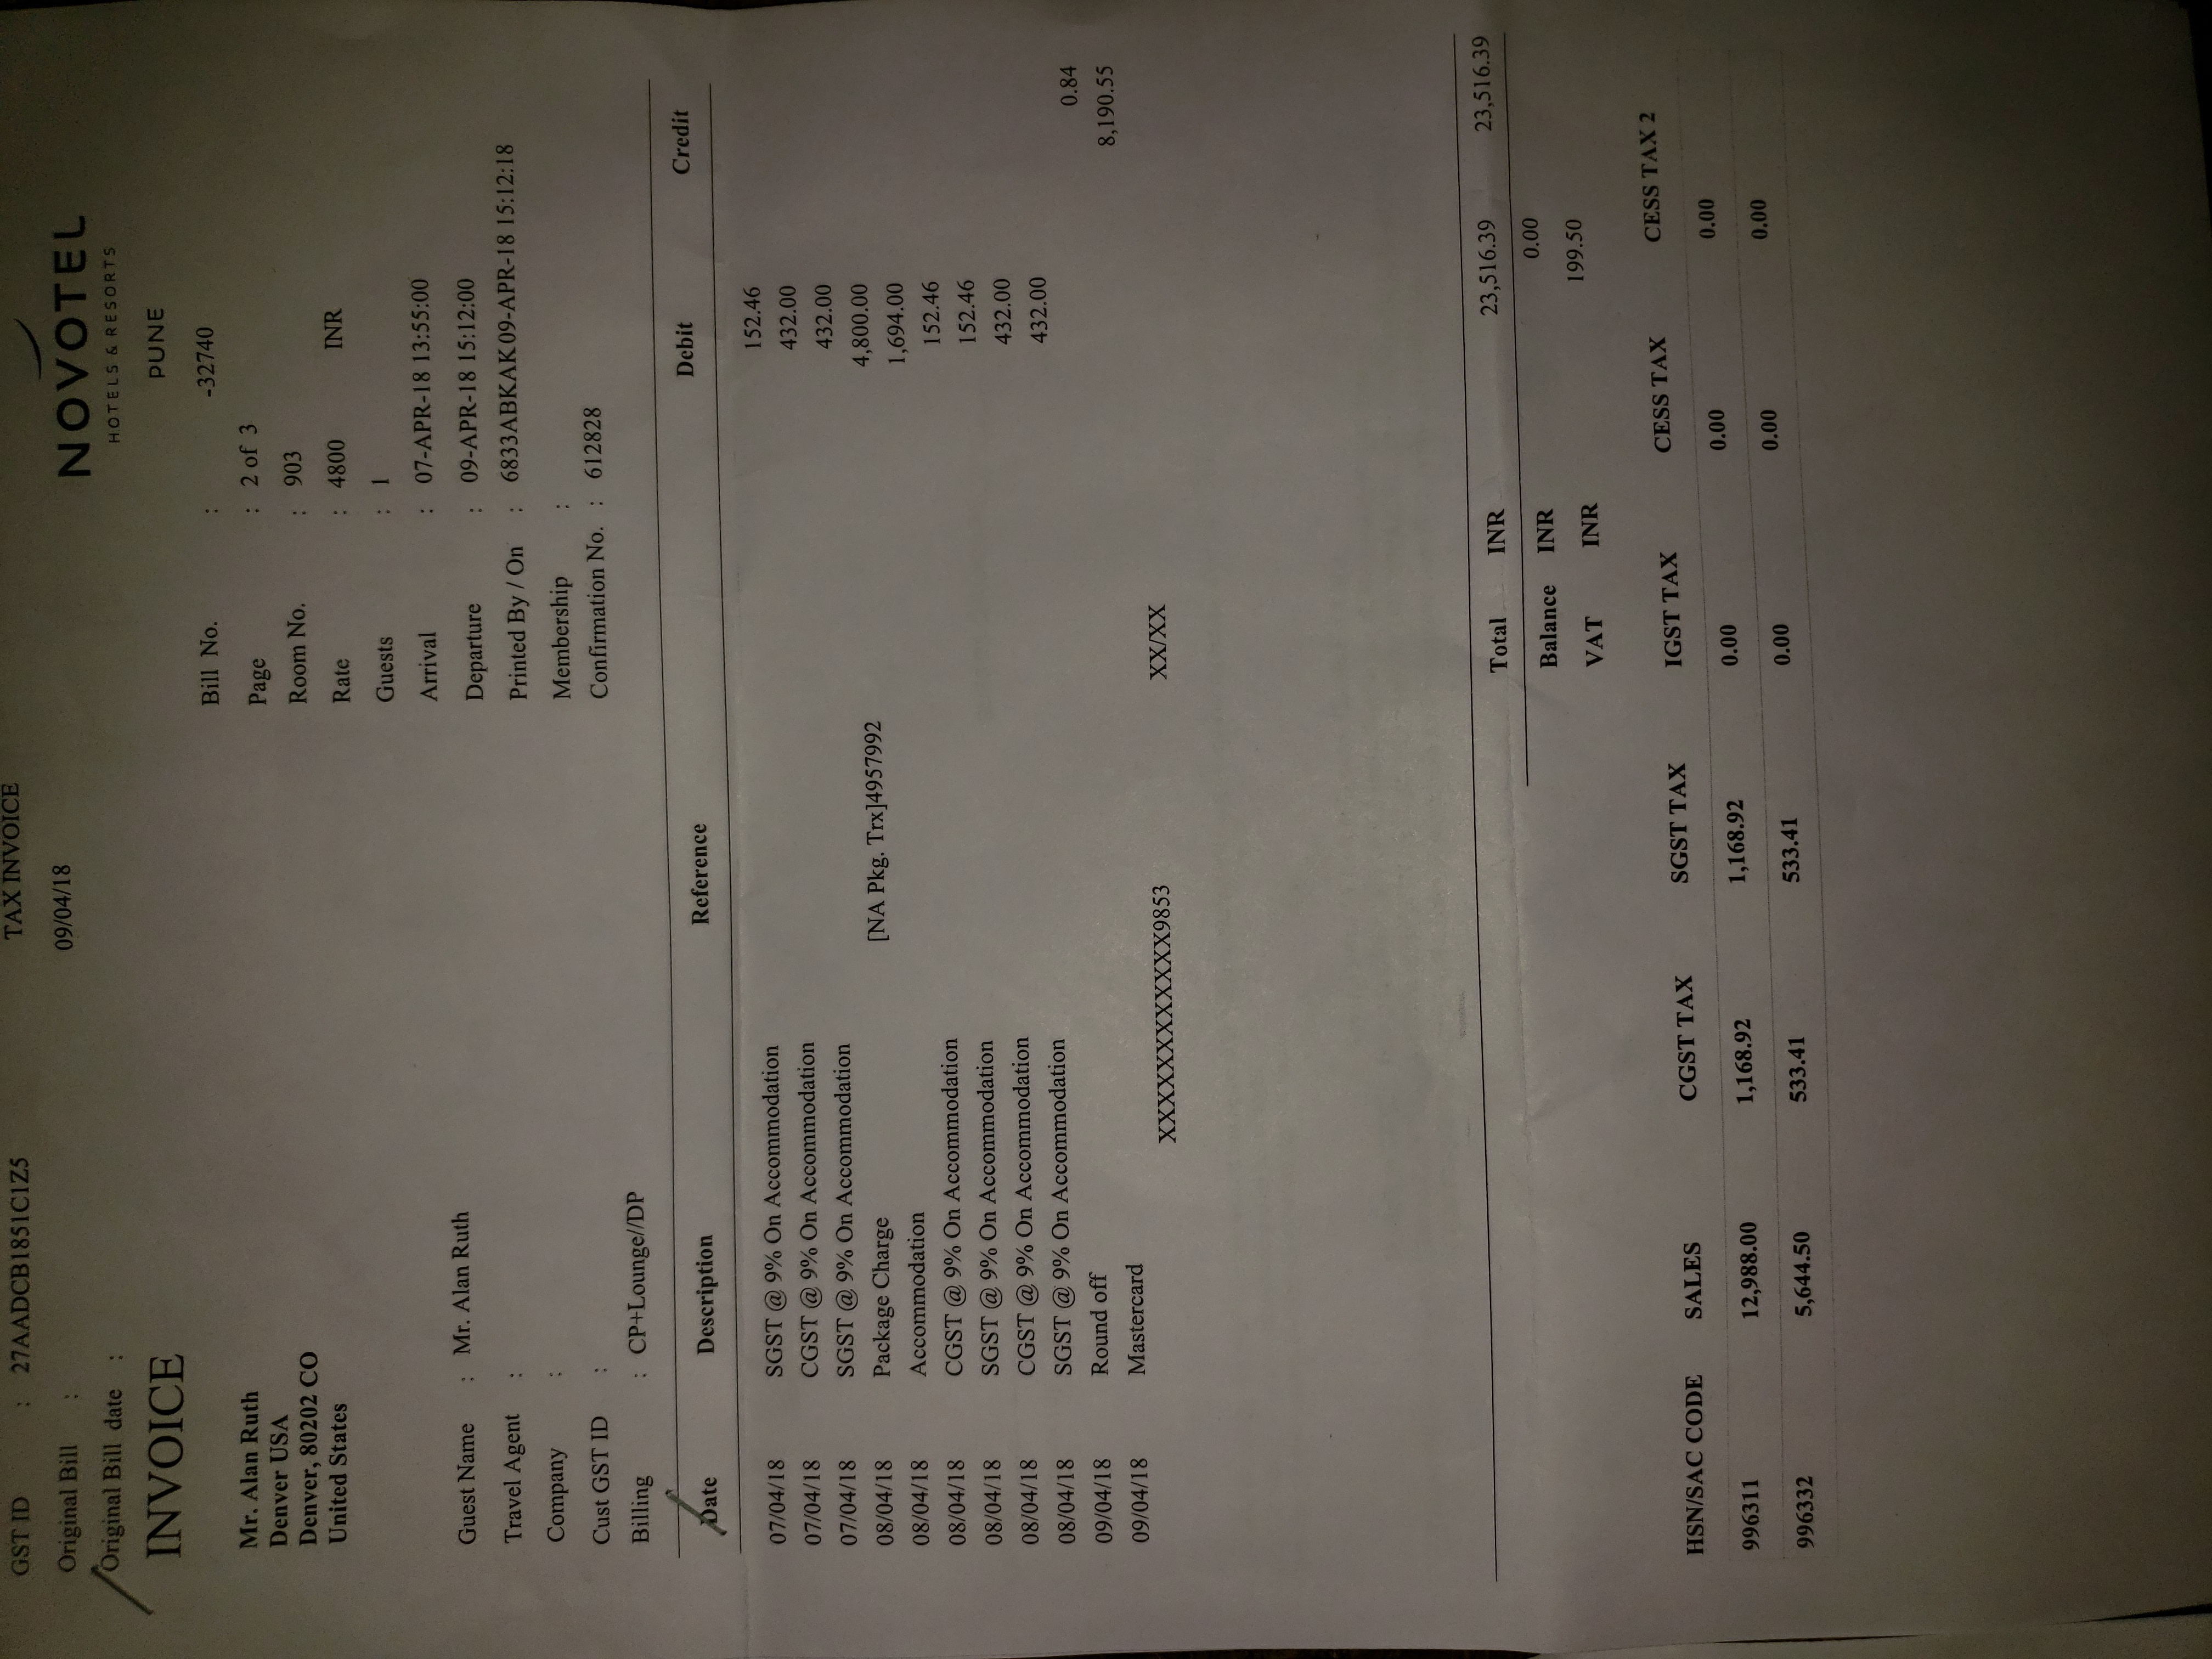 GST ID : 27AADCB1851C1Z5 TAX INVOICE
Original Bill : 09/04/18
Original Bill date :
NOVOTEL
HOTELS & RESORTS
PUNE
INVOICE
Bill No. : -32740
Mr. Alan Ruth
Denver USA
Denver, 80202 CO
United States
Page : 2 of 3
Room No. : 903
Rate : 4800 INR
Guests : 1
Arrival : 07-APR-18 13:55:00
Guest Name : Mr. Alan Ruth
Departure : 09-APR-18 15:12:00
Travel Agent :
Printed By / On : 6833ABKAK09-APR-18 15:12:18
Company :
Membership :
Cust GST ID :
Confirmation No. : 612828
Billing : CP+Lounge//DP
Date Description Reference Debit Credit
07/04/18 SGST @ 9% On Accommodation 152.46
07/04/18 CGST @ 9% On Accommodation 432.00
07/04/18 SGST @ 9% On Accommodation 432.00
08/04/18 Package Charge [NA Pkg. Trx]4957992 4,800.00
08/04/18 Accommodation 1,694.00
08/04/18 CGST @ 9% On Accommodation 152.46
08/04/18 SGST @ 9% On Accommodation 152.46
08/04/18 CGST @ 9% On Accommodation 432.00
08/04/18 SGST @ 9% On Accommodation 432.00
09/04/18 Round off 0.84
09/04/18 Mastercard 8,190.55
XXXXXXXXXXXX9853 XX/XX
Total INR 23,516.39 23,516.39
Balance INR 0.00
VAT INR 199.50
HSN/SAC CODE SALES CGST TAX SGST TAX IGST TAX CESS TAX CESS TAX 2
996311 12,988.00 1,168.92 1,168.92 0.00 0.00 0.00
996332 5,644.50 533.41 533.41 0.00 0.00 0.00